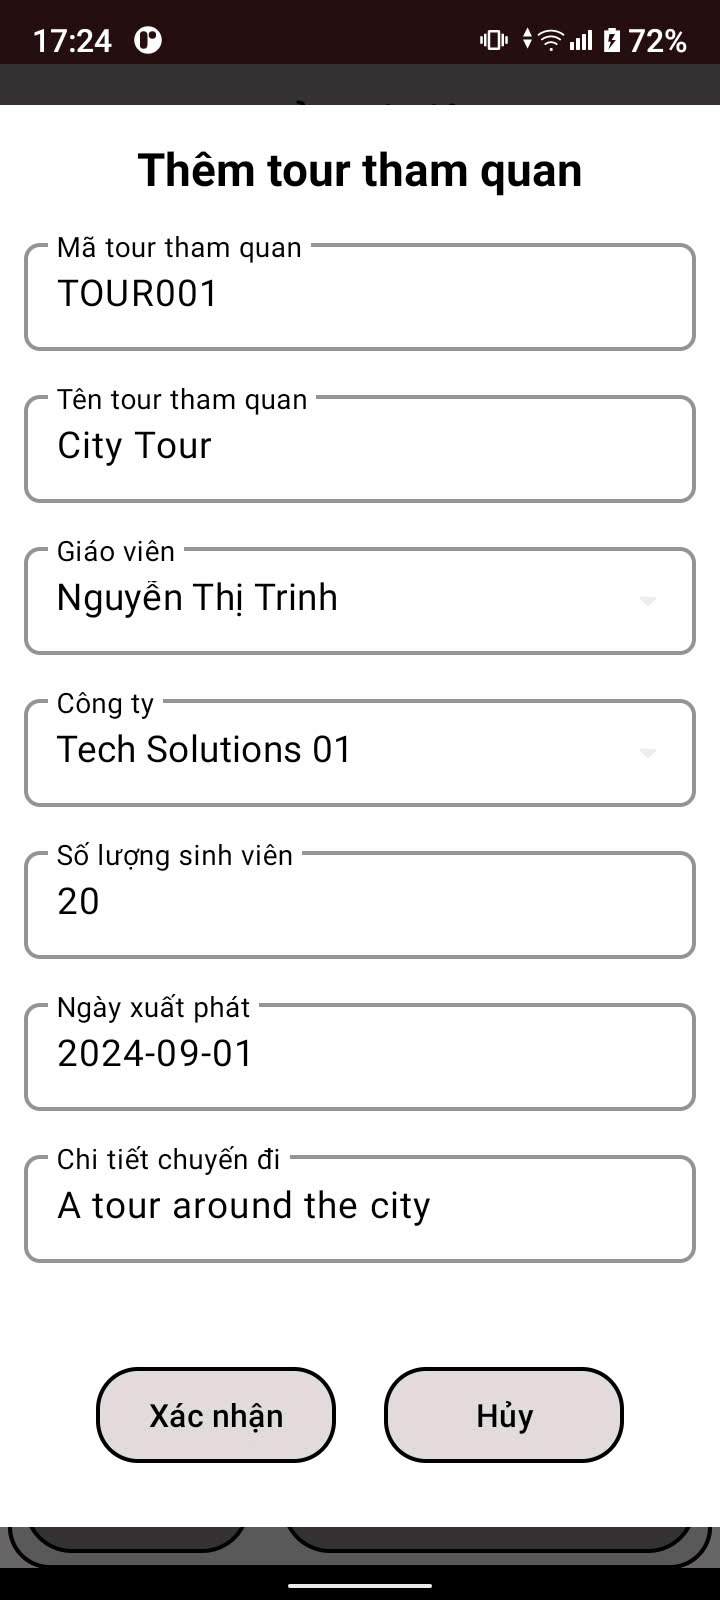 17:24 72%
Thêm tour tham quan
Mã tour tham quan
TOUR001
Tên tour tham quan
City Tour
Giáo viên
Nguyễn Thị Trinh
Công ty
Tech Solutions 01
Số lượng sinh viên
20
Ngày xuất phát
2024-09-01
Chi tiết chuyến đi
A tour around the city
Xác nhận Hủy